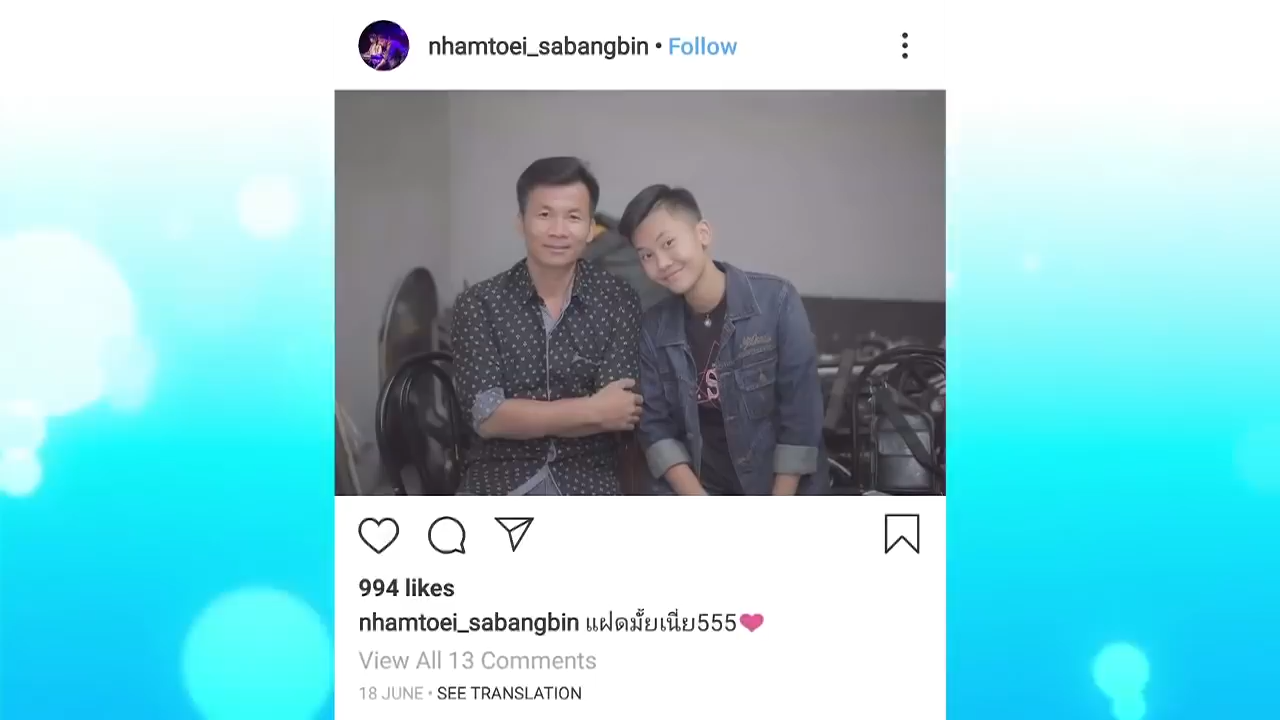 nhamtoei_sabangbin • Follow
994 likes
nhamtoei_sabangbin แฝดมั้ยเนี่ย555❤
View All 13 Comments
18 JUNE • SEE TRANSLATION